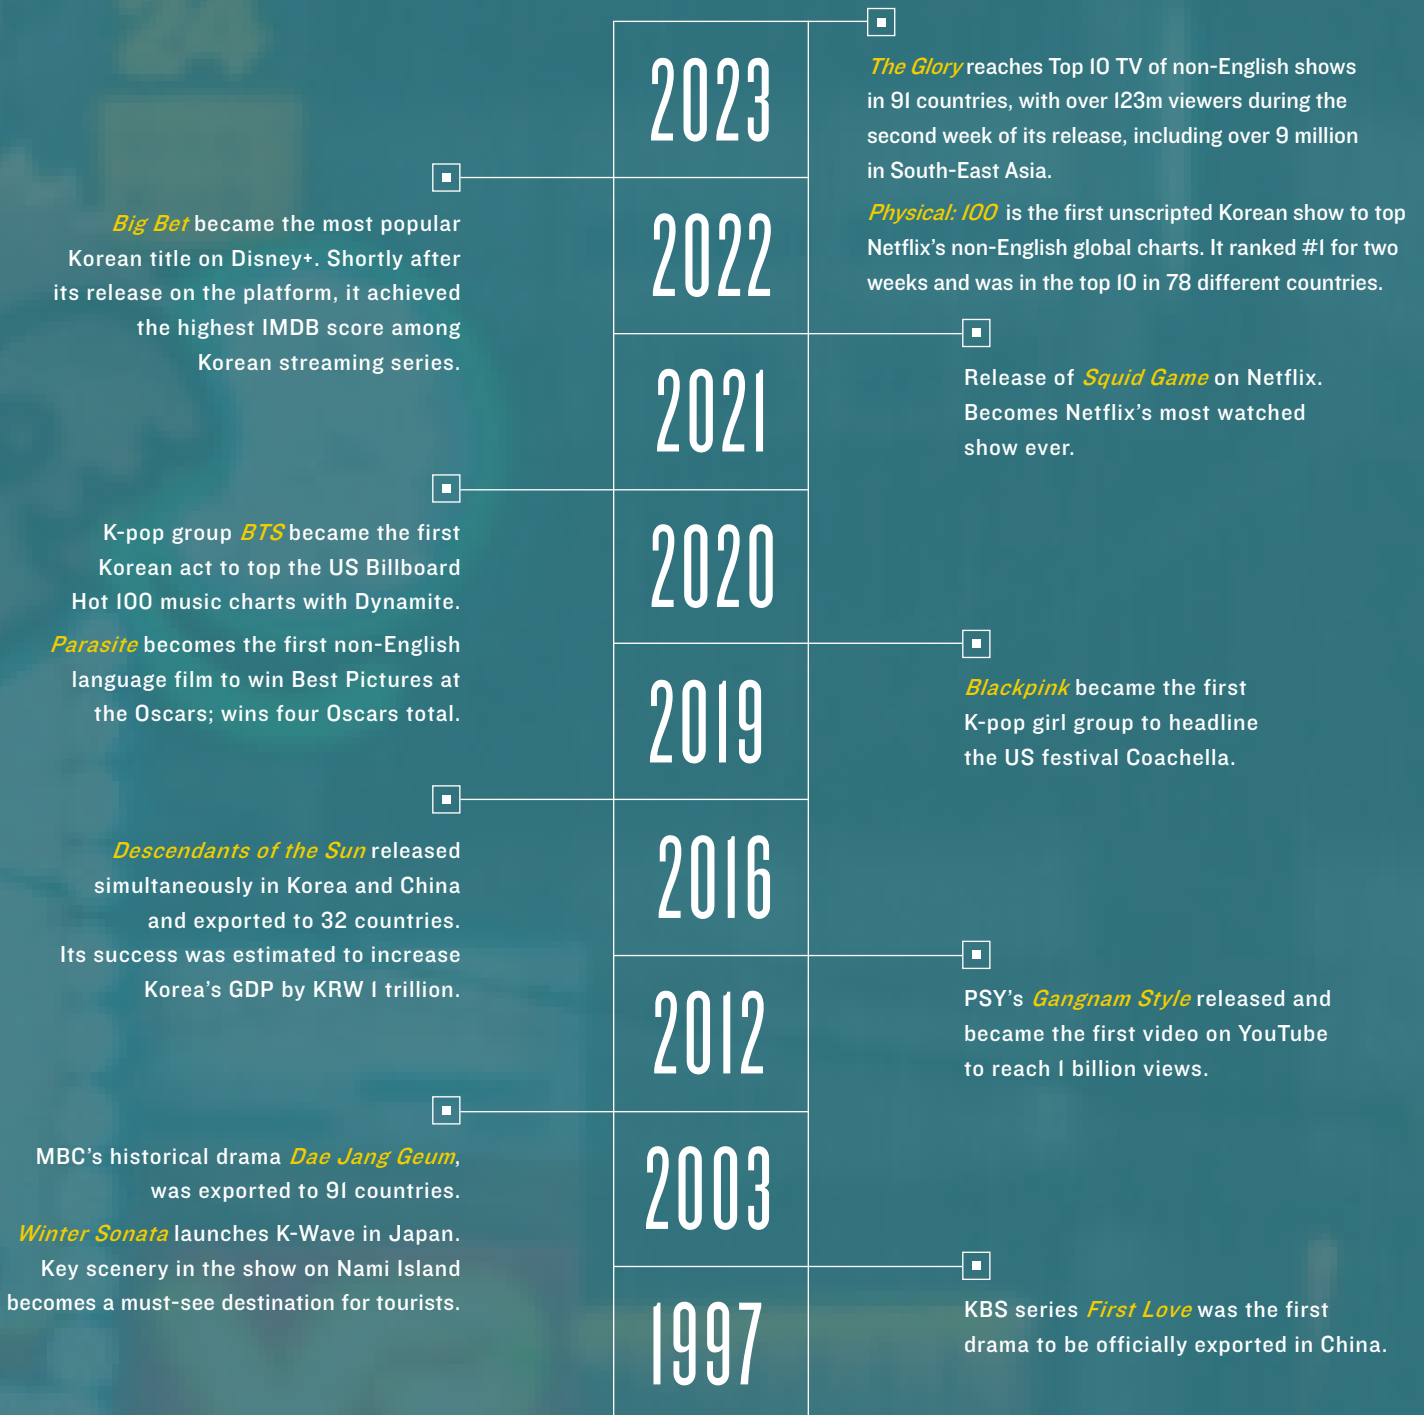 2023
The Glory reaches Top 10 TV of non-English shows
in 91 countries, with over 123m viewers during the
second week of its release, including over 9 million
in South-East Asia.
Physical: 100 is the first unscripted Korean show to top
Netflix's non-English global charts. It ranked #1 for two
weeks and was in the top 10 in 78 different countries.
2022
Big Bet became the most popular
Korean title on Disney+. Shortly after
its release on the platform, it achieved
the highest IMDB score among
Korean streaming series.
2021
Release of Squid Game on Netflix.
Becomes Netflix's most watched
show ever.
2020
K-pop group BTS became the first
Korean act to top the US Billboard
Hot 100 music charts with Dynamite.
Parasite becomes the first non-English
language film to win Best Pictures at
the Oscars; wins four Oscars total.
2019
Blackpink became the first
K-pop girl group to headline
the US festival Coachella.
2016
Descendants of the Sun released
simultaneously in Korea and China
and exported to 32 countries.
Its success was estimated to increase
Korea's GDP by KRW 1 trillion.
2012
PSY's Gangnam Style released and
became the first video on YouTube
to reach 1 billion views.
2003
MBC's historical drama Dae Jang Geum,
was exported to 91 countries.
Winter Sonata launches K-Wave in Japan.
Key scenery in the show on Nami Island
becomes a must-see destination for tourists.
1997
KBS series First Love was the first
drama to be officially exported in China.